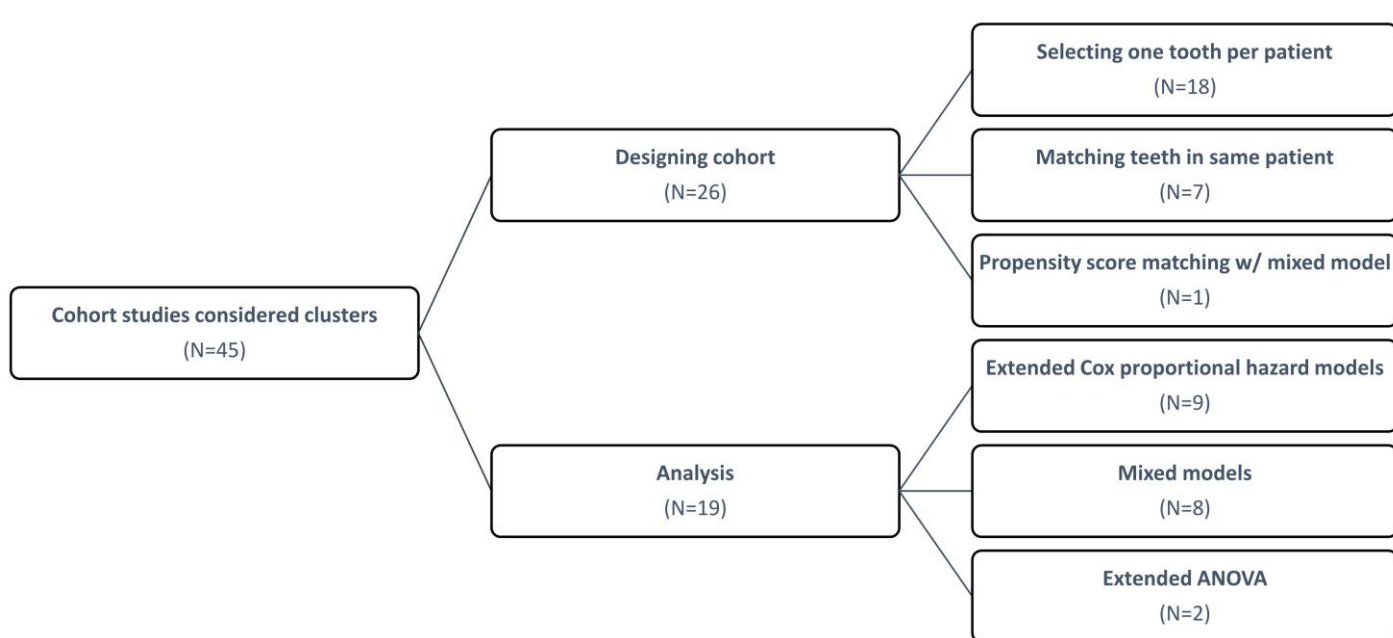 Cohort studies considered clusters
(N=45)
Designing cohort
(N=26)
Selecting one tooth per patient
(N=18)
Matching teeth in same patient
(N=7)
Propensity score matching w/ mixed model
(N=1)
Analysis
(N=19)
Extended Cox proportional hazard models
(N=9)
Mixed models
(N=8)
Extended ANOVA
(N=2)